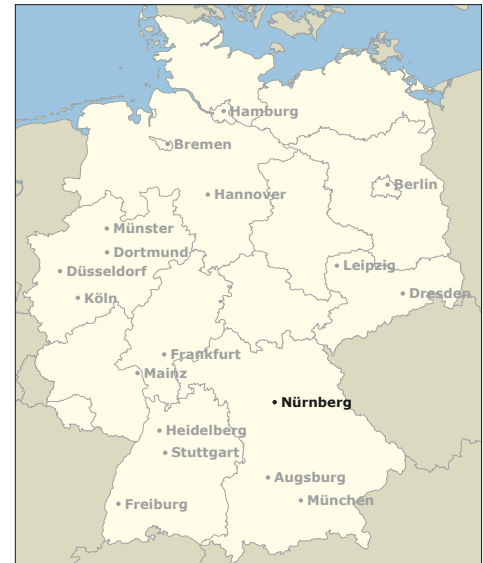 Hamburg
Bremen
Berlin
Hannover
Münster
Dortmund
Leipzig
Düsseldorf
Dresden
Köln
Frankfurt
Mainz
Nürnberg
Heidelberg
Stuttgart
Augsburg
München
Freiburg